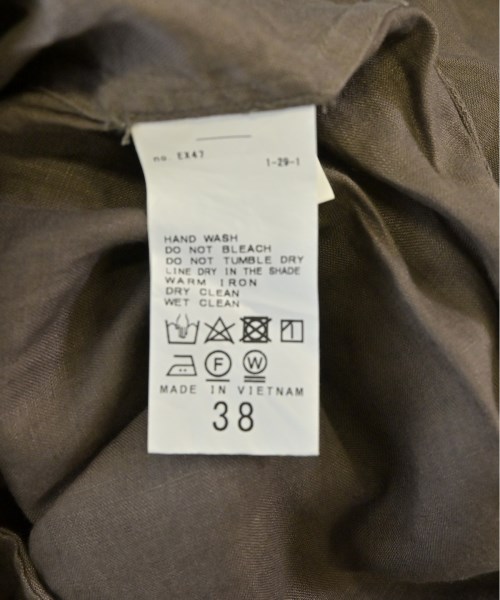 no. EX47 1-29-1
HAND WASH
DO NOT BLEACH
DO NOT TUMBLE DRY
LINE DRY IN THE SHADE
WARM IRON
DRY CLEAN
WET CLEAN
F W
MADE IN VIETNAM
38